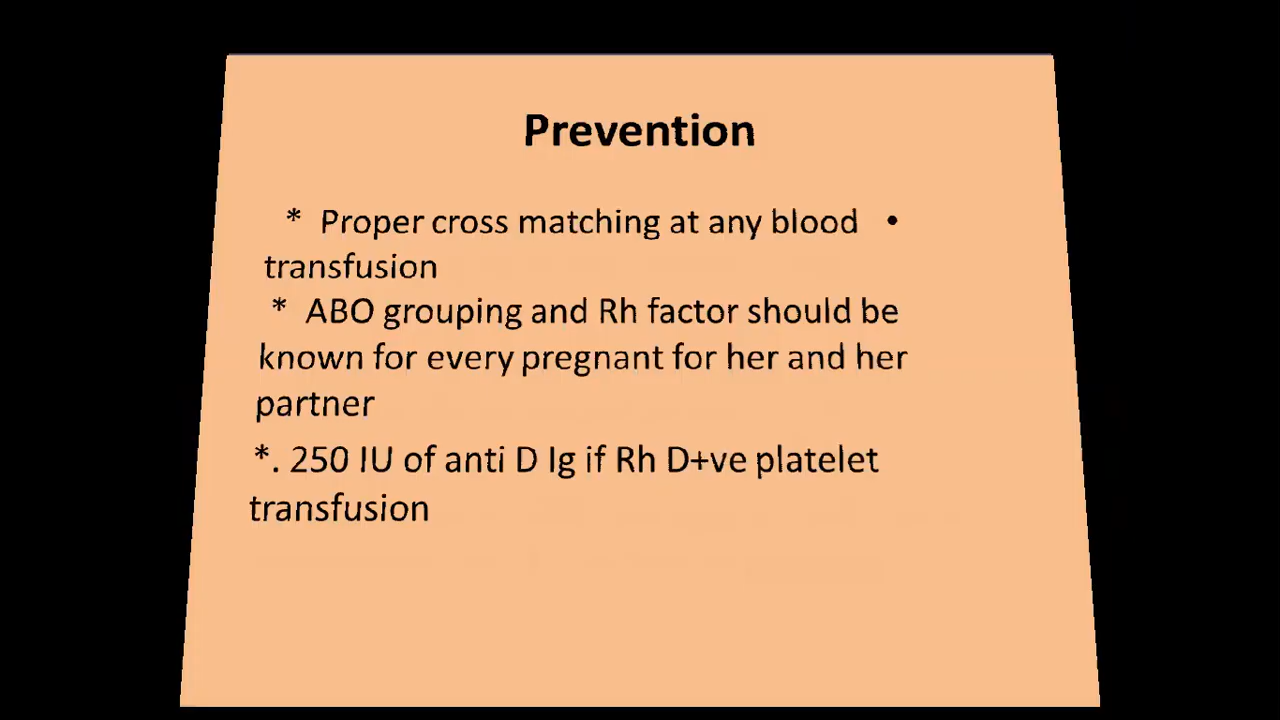 Prevention
* Proper cross matching at any blood •
transfusion
* ABO grouping and Rh factor should be
known for every pregnant for her and her
partner
*. 250 IU of anti D Ig if Rh D+ve platelet
transfusion